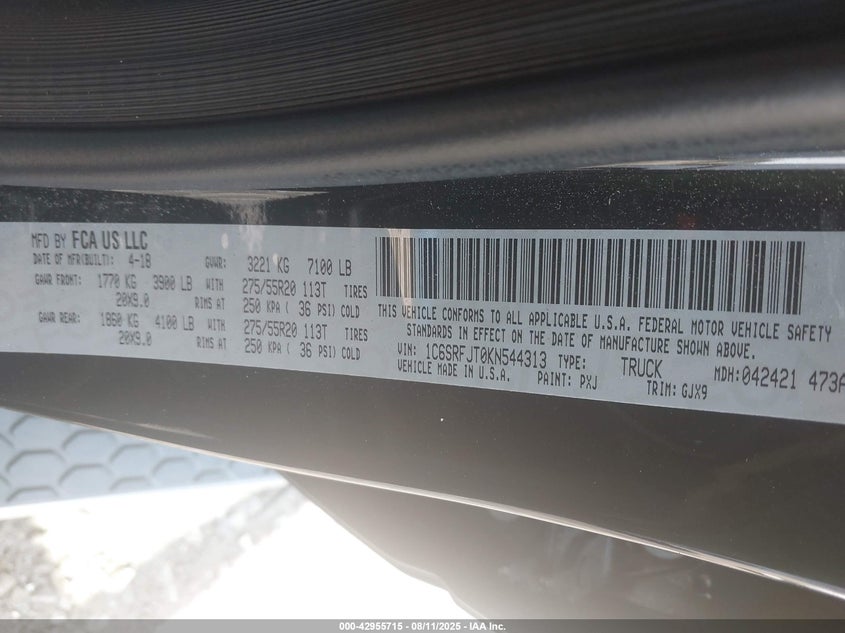 MFD BY FCA US LLC
DATE OF MFR(BUILT): 4-18 GVWR: 3221 KG 7100 LB
GAWR FRONT: 1770 KG 3900 LB WITH 275/55R20 113T TIRES
20X9.0 RIMS AT 250 KPA ( 36 PSI) COLD
GAWR REAR: 1860 KG 4100 LB WITH 275/55R20 113T TIRES
20X9.0 RIMS AT 250 KPA ( 36 PSI) COLD
THIS VEHICLE CONFORMS TO ALL APPLICABLE U.S.A. FEDERAL MOTOR VEHICLE SAFETY
STANDARDS IN EFFECT ON THE DATE OF MANUFACTURE SHOWN ABOVE.
VIN: 1C6SRFJT0KN544313 TYPE: TRUCK MDH: 042421 473A
VEHICLE MADE IN U.S.A. PAINT: PXJ TRIM: GJX9
000-42955715 - 08/11/2025 - IAA Inc.